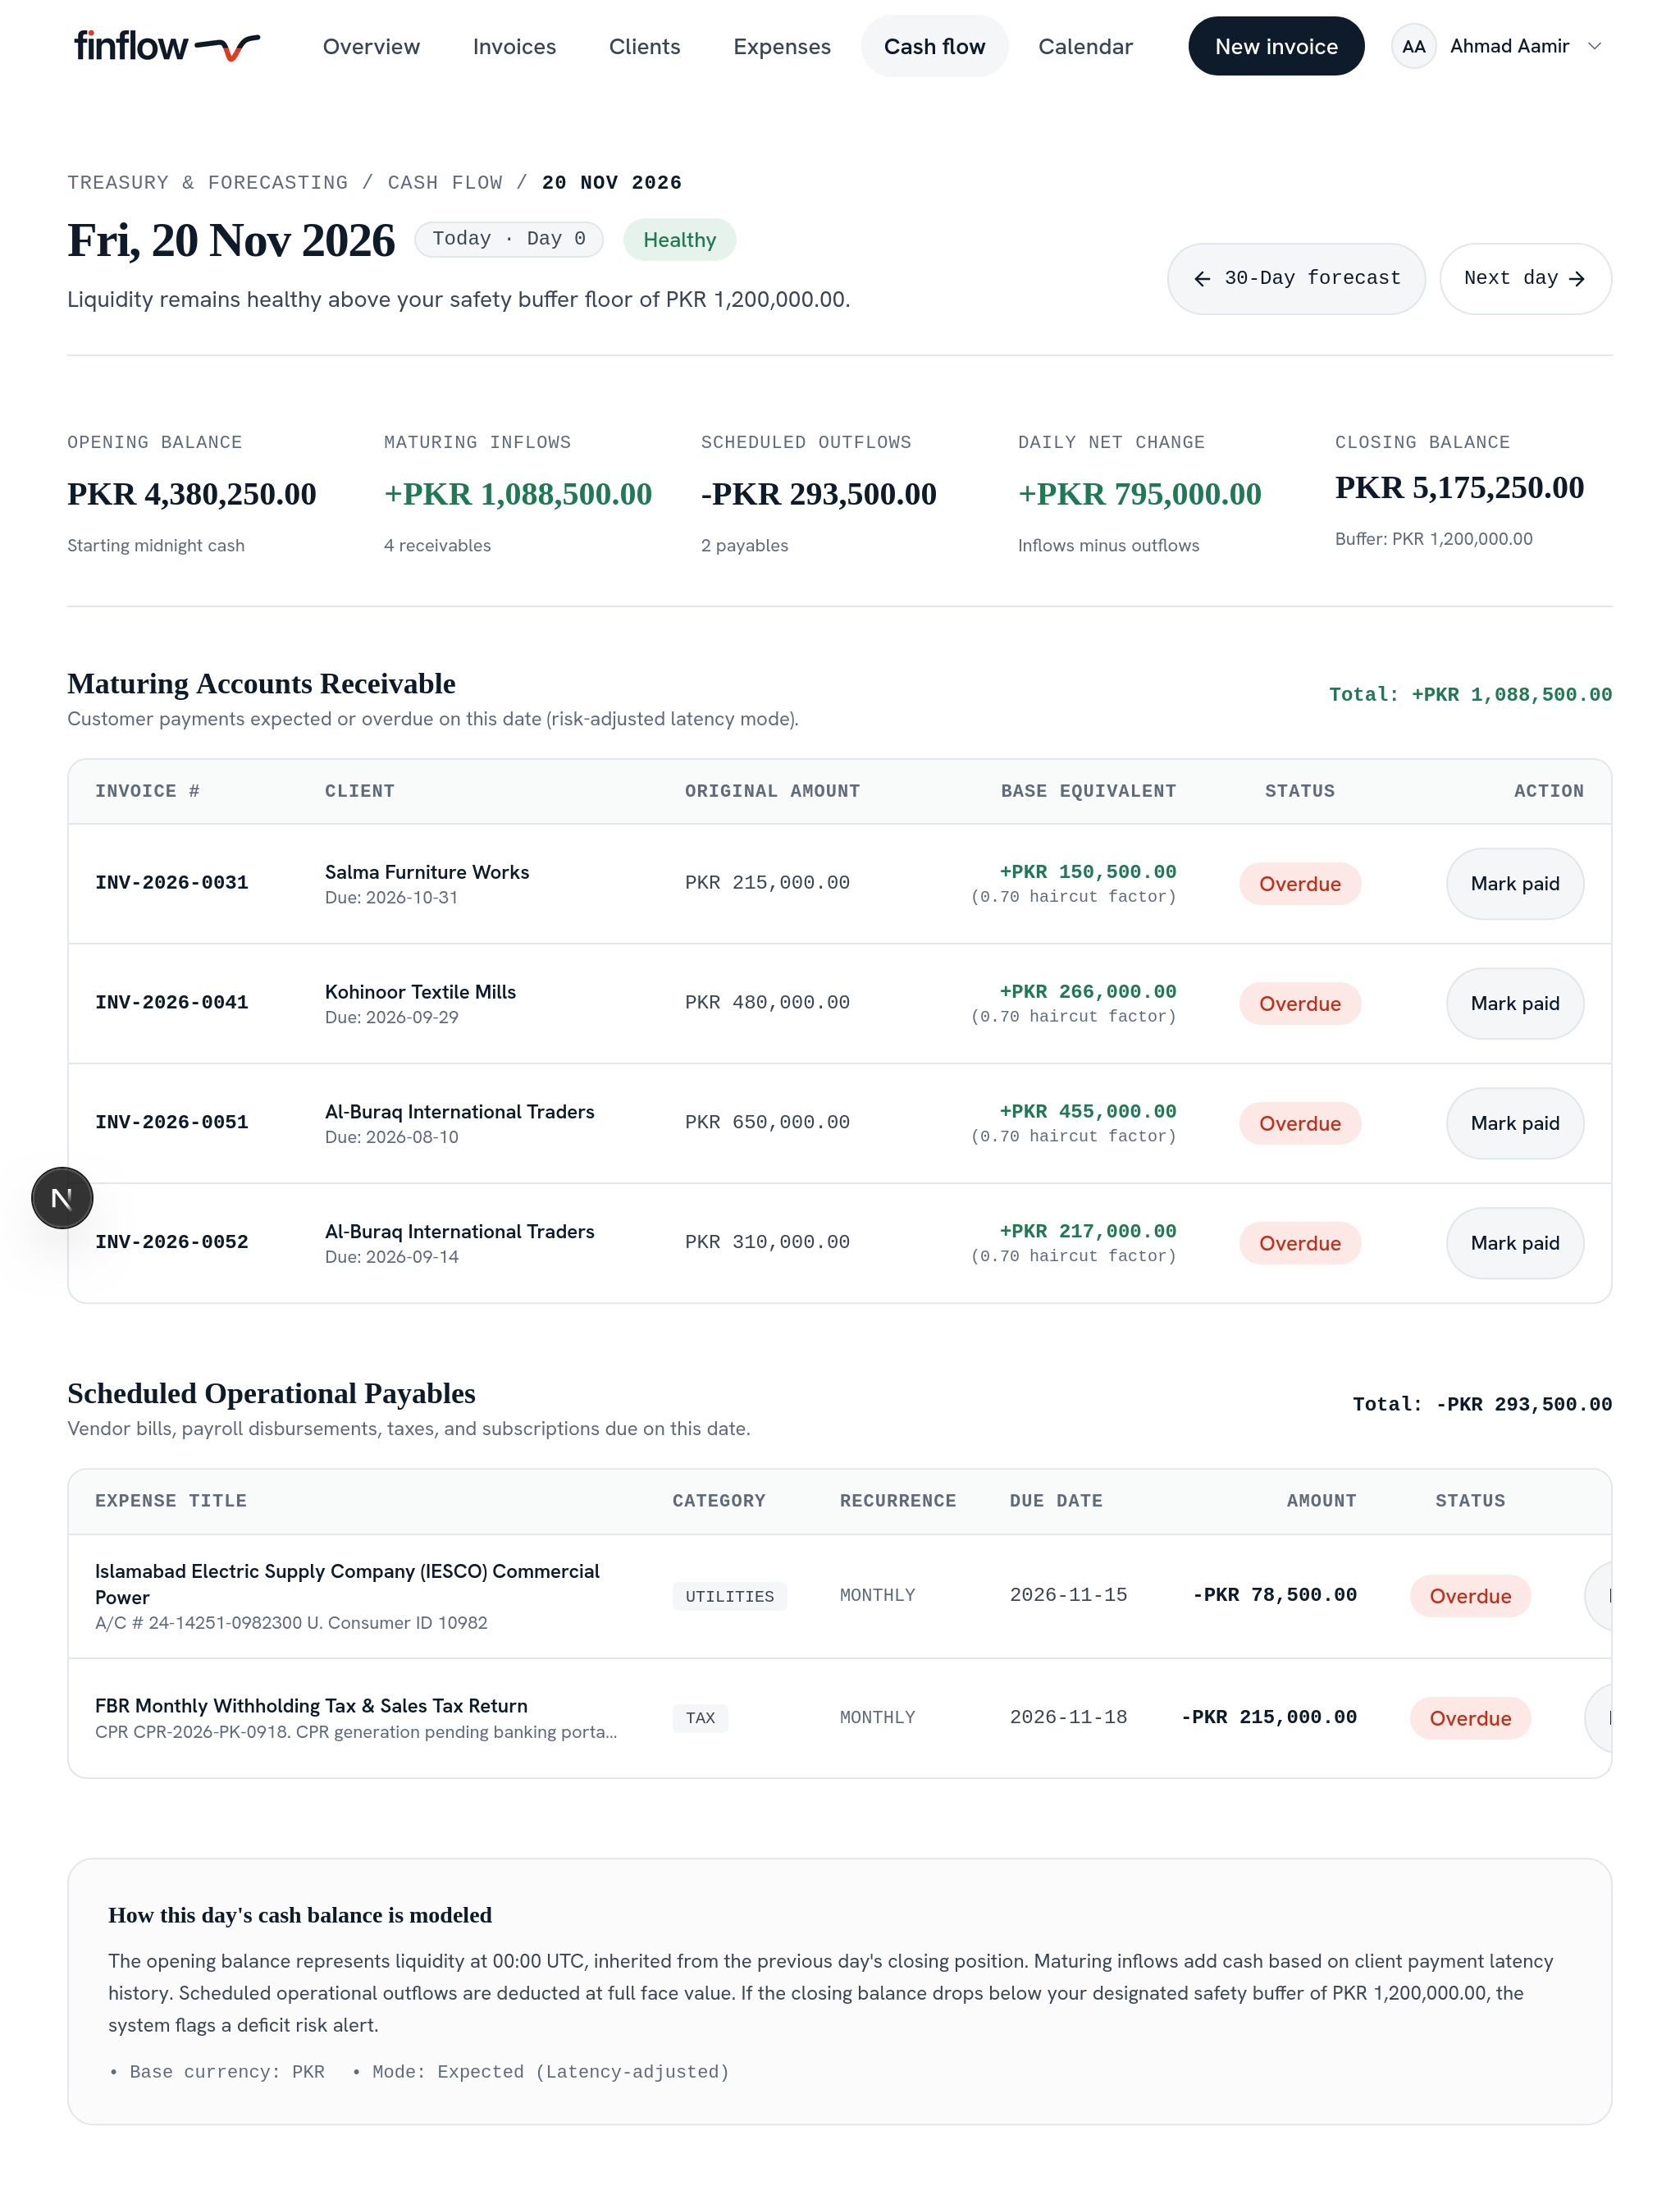 finflow
Overview Invoices Clients Expenses Cash flow Calendar New invoice AA Ahmad Aamir
TREASURY & FORECASTING / CASH FLOW / 20 NOV 2026
Fri, 20 Nov 2026 Today · Day 0 Healthy
Liquidity remains healthy above your safety buffer floor of PKR 1,200,000.00.
← 30-Day forecast Next day →
OPENING BALANCE MATURING INFLOWS SCHEDULED OUTFLOWS DAILY NET CHANGE CLOSING BALANCE
PKR 4,380,250.00 +PKR 1,088,500.00 -PKR 293,500.00 +PKR 795,000.00 PKR 5,175,250.00
Starting midnight cash 4 receivables 2 payables Inflows minus outflows Buffer: PKR 1,200,000.00
Maturing Accounts Receivable
Customer payments expected or overdue on this date (risk-adjusted latency mode).
Total: +PKR 1,088,500.00
INVOICE # CLIENT ORIGINAL AMOUNT BASE EQUIVALENT STATUS ACTION
INV-2026-0031 Salma Furniture Works PKR 215,000.00 +PKR 150,500.00 Overdue Mark paid
Due: 2026-10-31 (0.70 haircut factor)
INV-2026-0041 Kohinoor Textile Mills PKR 480,000.00 +PKR 266,000.00 Overdue Mark paid
Due: 2026-09-29 (0.70 haircut factor)
INV-2026-0051 Al-Buraq International Traders PKR 650,000.00 +PKR 455,000.00 Overdue Mark paid
Due: 2026-08-10 (0.70 haircut factor)
N
INV-2026-0052 Al-Buraq International Traders PKR 310,000.00 +PKR 217,000.00 Overdue Mark paid
Due: 2026-09-14 (0.70 haircut factor)
Scheduled Operational Payables
Vendor bills, payroll disbursements, taxes, and subscriptions due on this date.
Total: -PKR 293,500.00
EXPENSE TITLE CATEGORY RECURRENCE DUE DATE AMOUNT STATUS
Islamabad Electric Supply Company (IESCO) Commercial
Power
A/C # 24-14251-0982300 U. Consumer ID 10982
UTILITIES MONTHLY 2026-11-15 -PKR 78,500.00 Overdue
FBR Monthly Withholding Tax & Sales Tax Return
CPR CPR-2026-PK-0918. CPR generation pending banking porta...
TAX MONTHLY 2026-11-18 -PKR 215,000.00 Overdue
How this day's cash balance is modeled
The opening balance represents liquidity at 00:00 UTC, inherited from the previous day's closing position. Maturing inflows add cash based on client payment latency
history. Scheduled operational outflows are deducted at full face value. If the closing balance drops below your designated safety buffer of PKR 1,200,000.00, the
system flags a deficit risk alert.
• Base currency: PKR • Mode: Expected (Latency-adjusted)